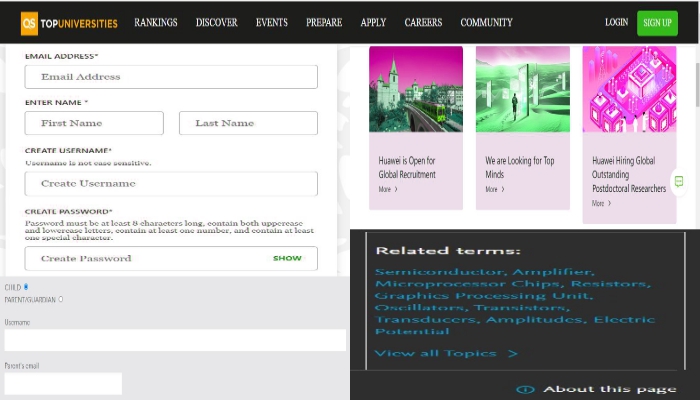 QS TOPUNIVERSITIES RANKINGS DISCOVER EVENTS PREPARE APPLY CAREERS COMMUNITY LOGIN SIGN UP
EMAIL ADDRESS*
Email Address
ENTER NAME *
First Name Last Name
CREATE USERNAME*
Username is not case sensitive.
Create Username
CREATE PASSWORD*
Password must be at least 8 characters long, contain both uppercase
and lowercase letters, contain at least one number, and contain at least
one special character.
Create Password SHOW
CHILD
PARENT/GUARDIAN
Username
Parent's email
Huawei is Open for
Global Recruitment
More >
We are Looking for Top
Minds
More >
Huawei Hiring Global
Outstanding
Postdoctoral Researchers
More >
Related terms:
Semiconductor, Amplifier,
Microprocessor Chips, Resistors,
Graphics Processing Unit,
Oscillators, Transistors,
Transducers, Amplitudes, Electric
Potential
View all Topics >
About this page